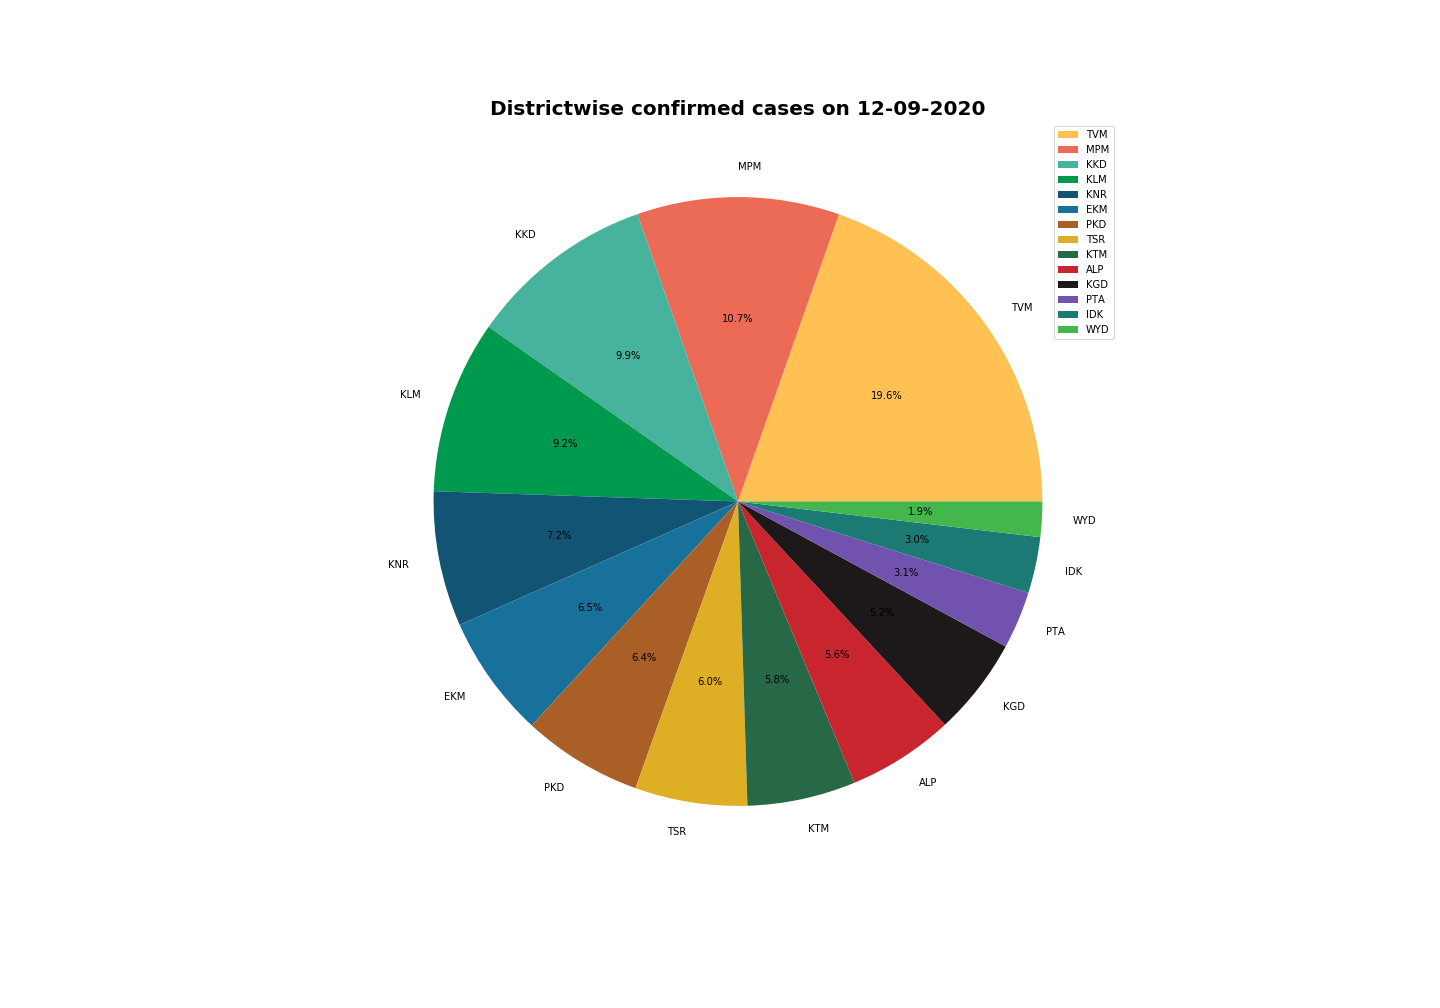 Districtwise confirmed cases on 12-09-2020
TVM
MPM
KKD
KLM
KNR
EKM
PKD
TSR
KTM
ALP
KGD
PTA
IDK
WYD
MPM
KKD
TVM
10.7%
9.9%
KLM
19.6%
9.2%
1.9%
WYD
7.2%
3.0%
KNR
3.1%
IDK
6.5%
5.2%
PTA
6.4%
5.6%
6.0%
5.8%
EKM
KGD
PKD
ALP
TSR
KTM